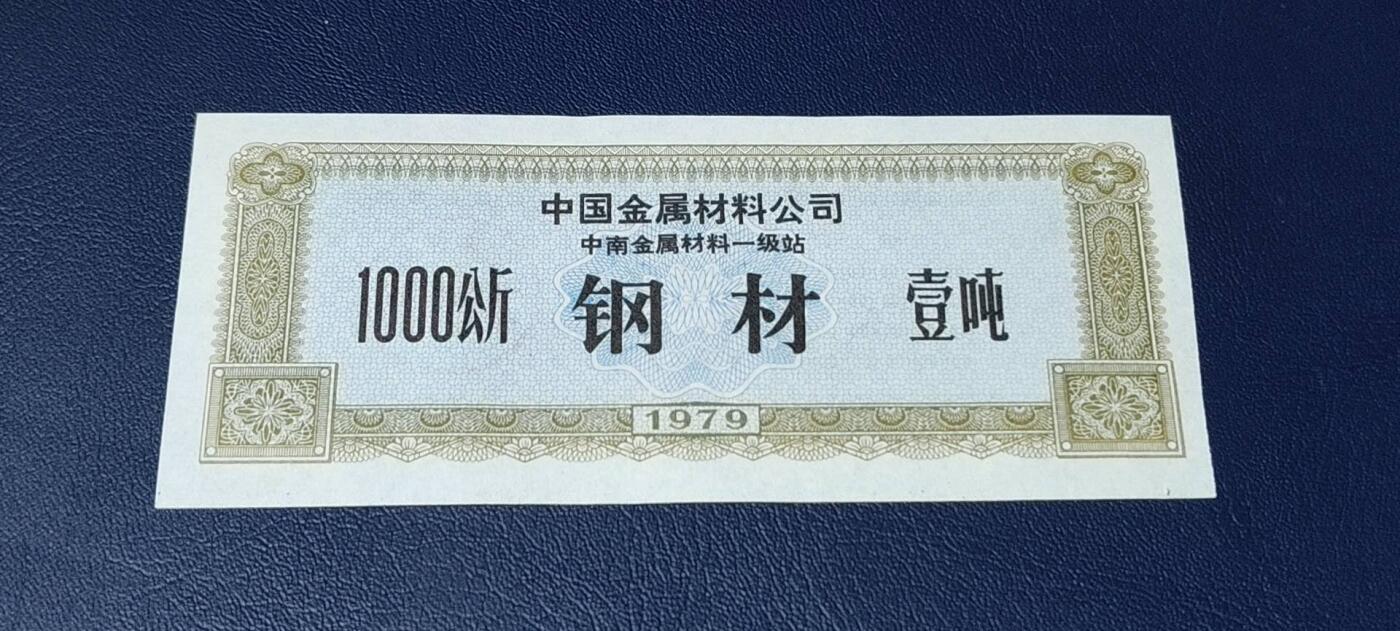 中国金属材料公司
中南金属材料一级站
1000公斤 钢材 壹吨
1979